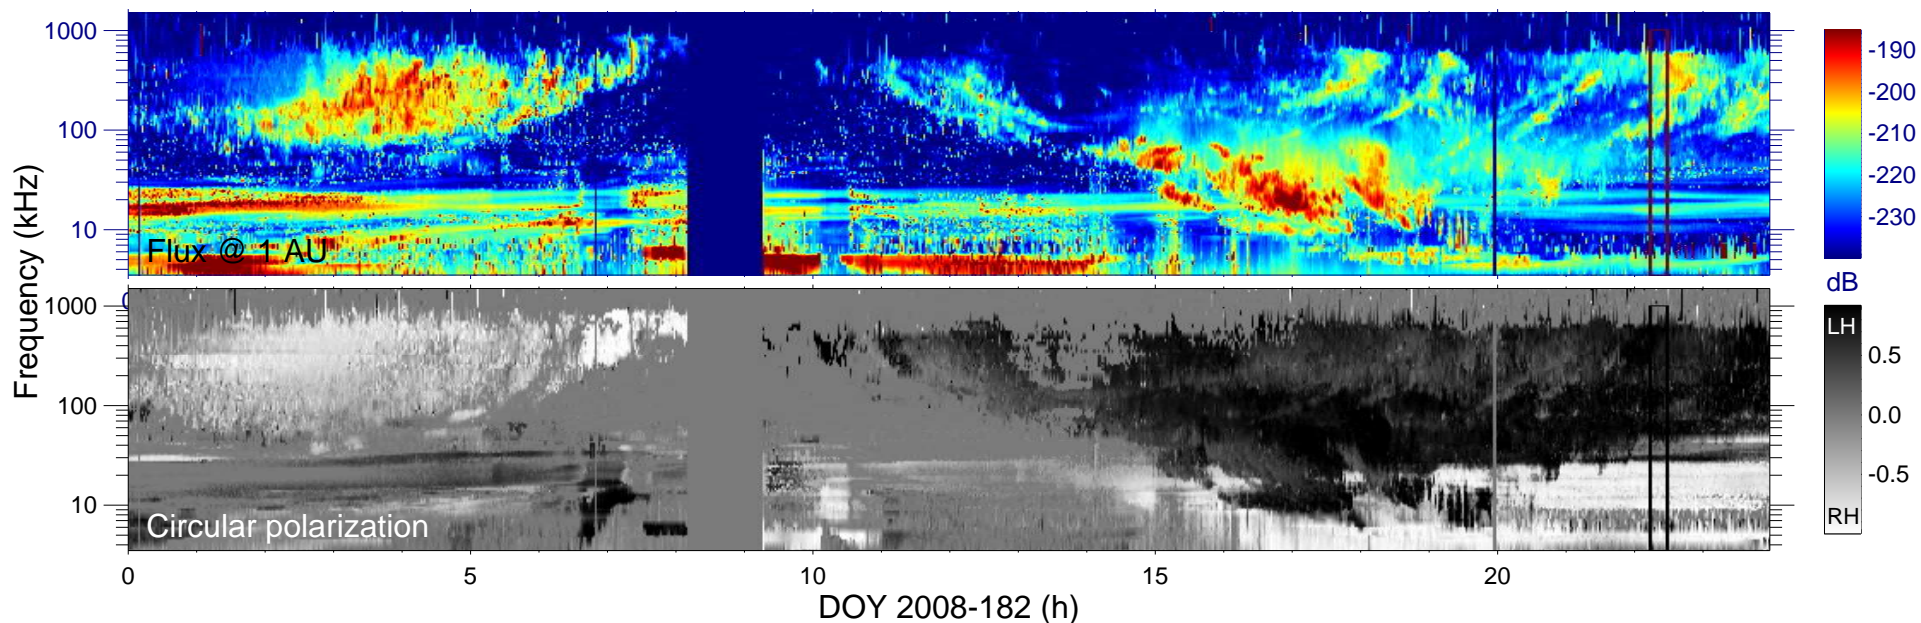 1000
100
10
Flux @ 1 AU
-190
-200
-210
-220
-230
dB
Frequency (kHz)
0
1000
100
10
Circular polarization
LH
0.5
0.0
-0.5
RH
0 5 10 15 20
DOY 2008-182 (h)